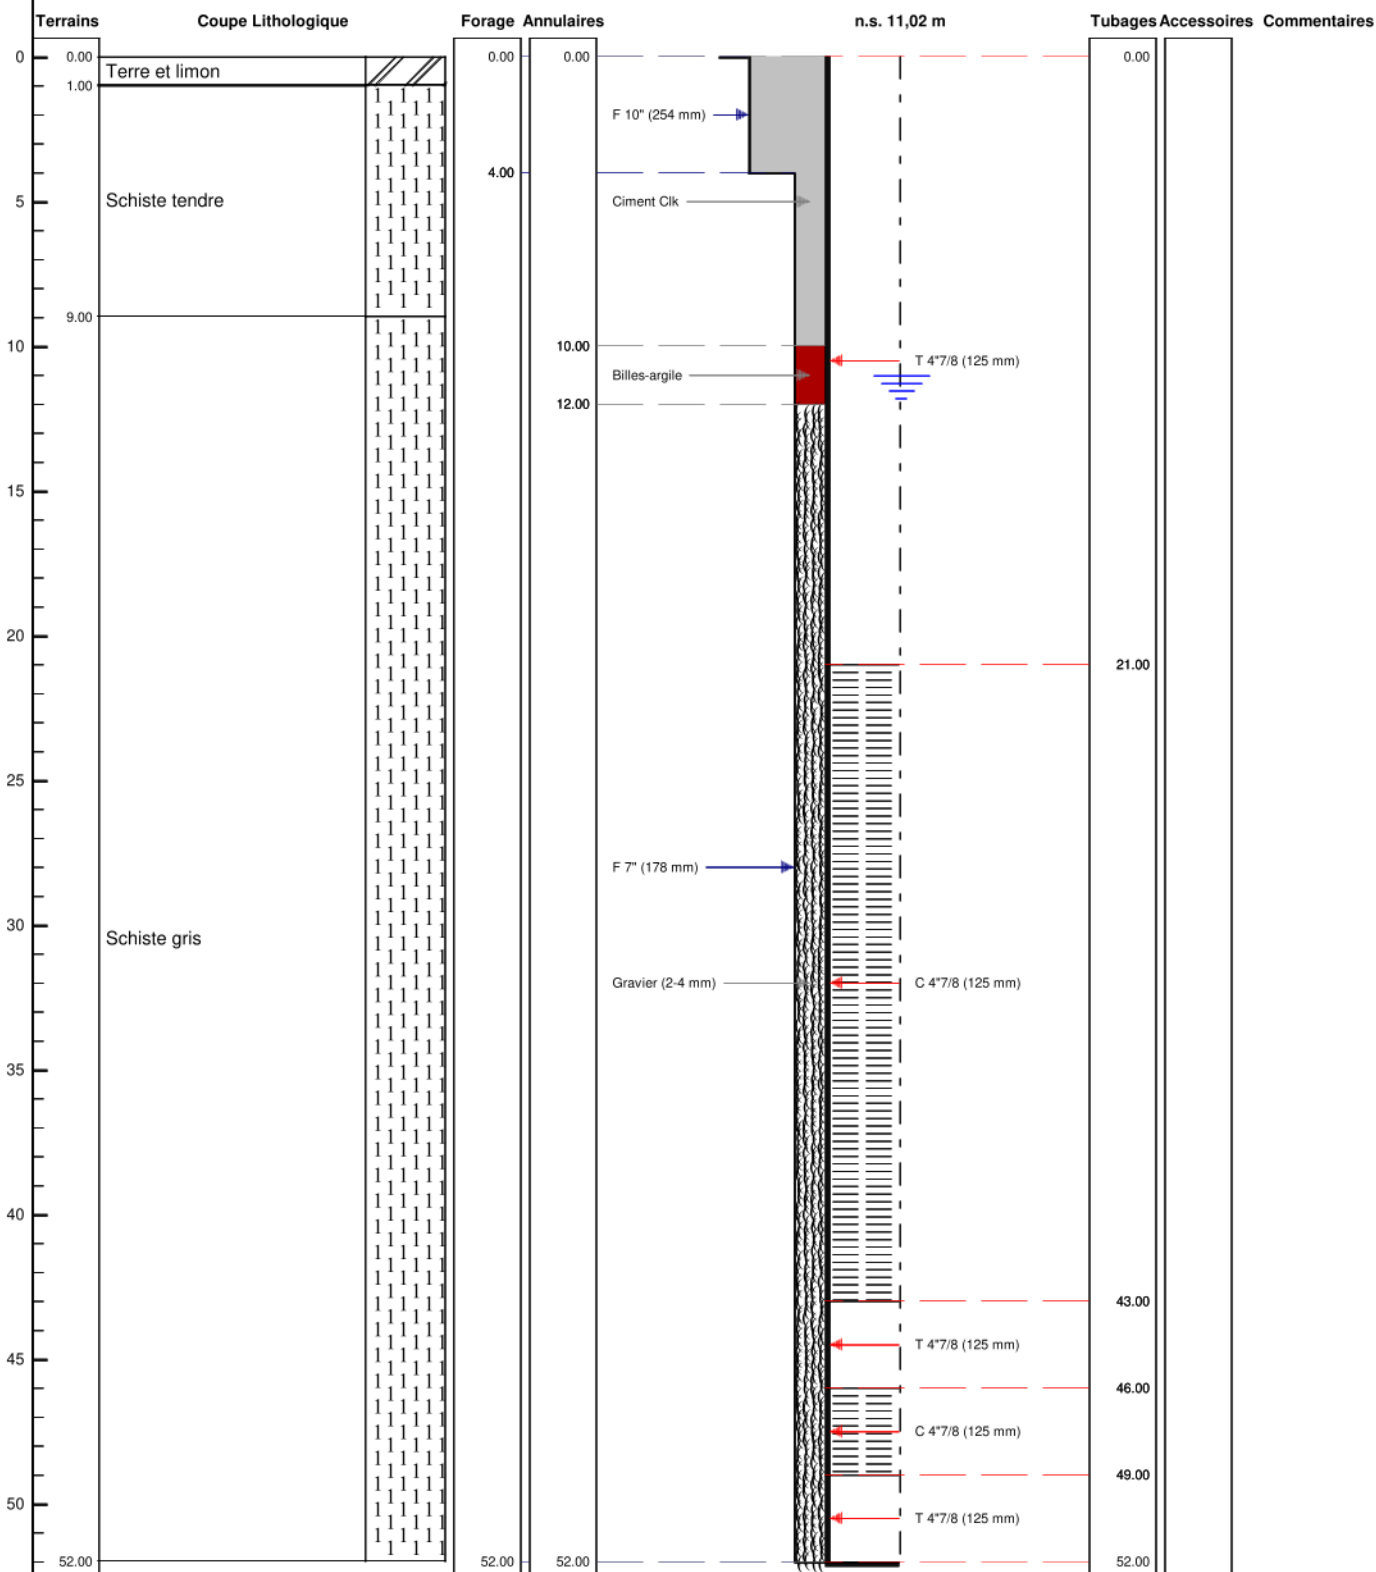 Terrains Coupe Lithologique Forage Annulaires n.s. 11,02 m Tubages Accessoires Commentaires
0 0.00 0.00 0.00 0.00
Terre et limon
1.00
F 10" (254 mm)
4.00
5 Schiste tendre Ciment Clk
9.00
10 10.00
T 4"7/8 (125 mm)
Billes-argile
12.00
15
20
21.00
25
F 7" (178 mm)
30
Schiste gris
Gravier (2-4 mm) C 4"7/8 (125 mm)
35
40
43.00
T 4"7/8 (125 mm)
45
46.00
C 4"7/8 (125 mm)
49.00
50
T 4"7/8 (125 mm)
52.00 52.00 52.00 52.00